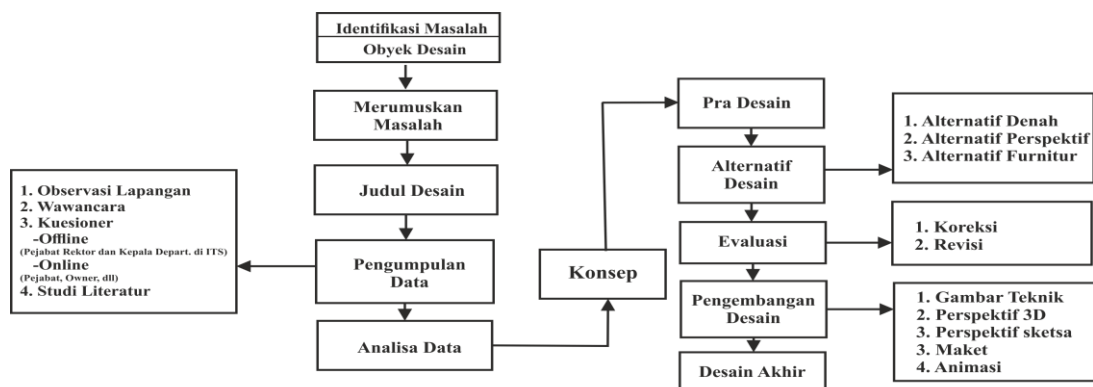 Identifikasi Masalah
Obyek Desain
Merumuskan
Masalah
Judul Desain
Pengumpulan
Data
Analisa Data
1. Observasi Lapangan
2. Wawancara
3. Kuesioner
-Offline
(Pejabat Rektor dan Kepala Depart. di ITS)
-Online
(Pejabat, Owner, dll)
4. Studi Literatur
Konsep
Pra Desain
Alternatif
Desain
1. Alternatif Denah
2. Alternatif Perspektif
3. Alternatif Furnitur
Evaluasi
1. Koreksi
2. Revisi
Pengembangan
Desain
1. Gambar Teknik
2. Perspektif 3D
3. Perspektif sketsa
3. Maket
4. Animasi
Desain Akhir